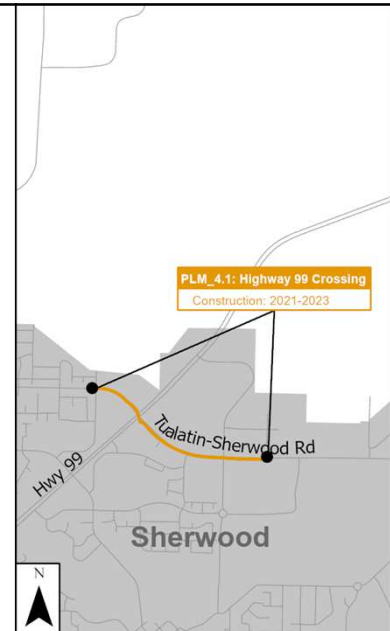 PLM_4.1: Highway 99 Crossing
Construction: 2021-2023
Tualatin-Sherwood Rd
Hwy 99
Sherwood
N